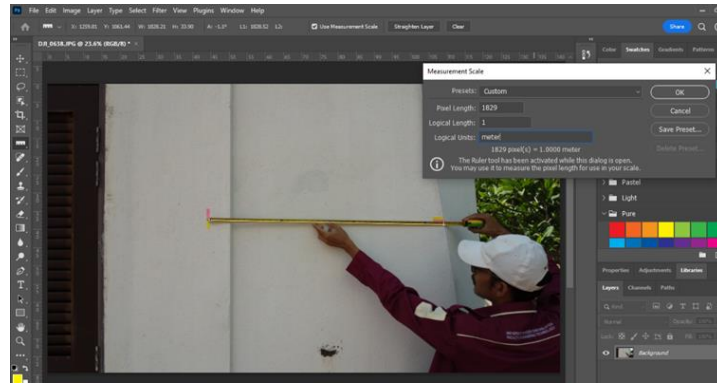 File Edit Image Layer Type Select Filter View Plugins Window Help
Use Measurement Scale Straighten Layer Clear Share
DJI_0638.JPG @ 23.6% (RGB/8) *
Color Swatches Gradients Patterns
Measurement Scale
Presets: Custom
Pixel Length: 1829
Logical Length: 1
Logical Units: meter
1829 pixel(s) = 1.0000 meter
The Ruler tool has been activated while this dialog is open.
You may use it to measure the pixel length for use in your scale.
OK
Cancel
Save Preset...
Delete Preset...
Pastel
Light
Pure
Properties Adjustments Libraries
Layers Channels Paths
Normal
Background